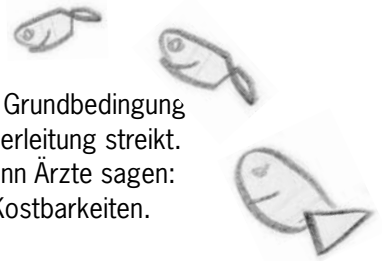 Grundbedingung
erleitung streikt.
nn Ärzte sagen:
Kostbarkeiten.